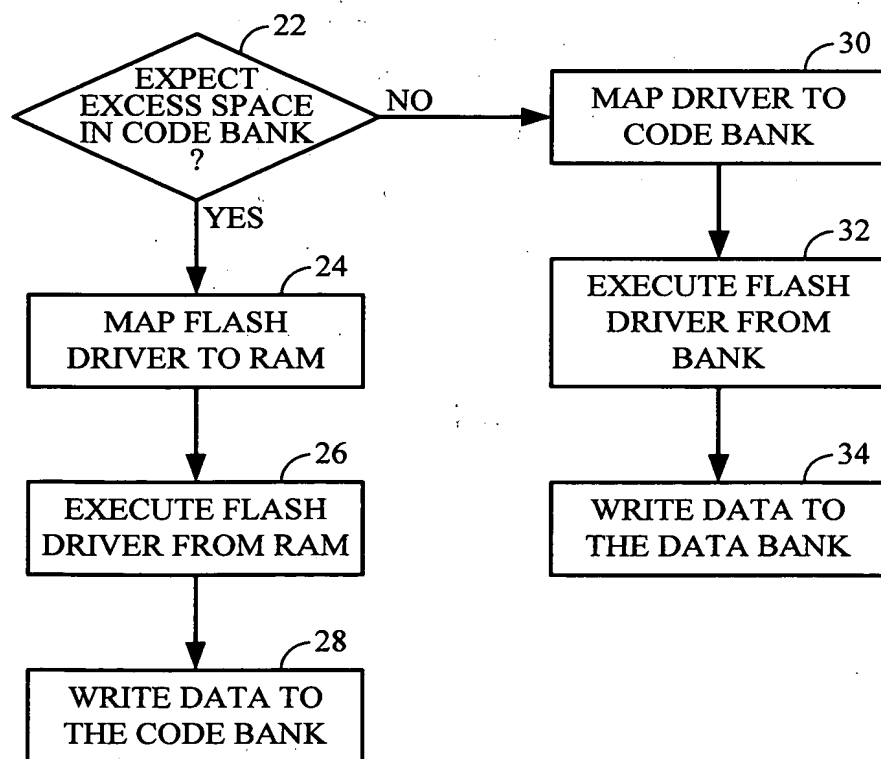 22
EXPECT
EXCESS SPACE
IN CODE BANK
?
NO
YES
24
MAP FLASH
DRIVER TO RAM
26
EXECUTE FLASH
DRIVER FROM RAM
28
WRITE DATA TO
THE CODE BANK
30
MAP DRIVER TO
CODE BANK
32
EXECUTE FLASH
DRIVER FROM
BANK
34
WRITE DATA TO
THE DATA BANK